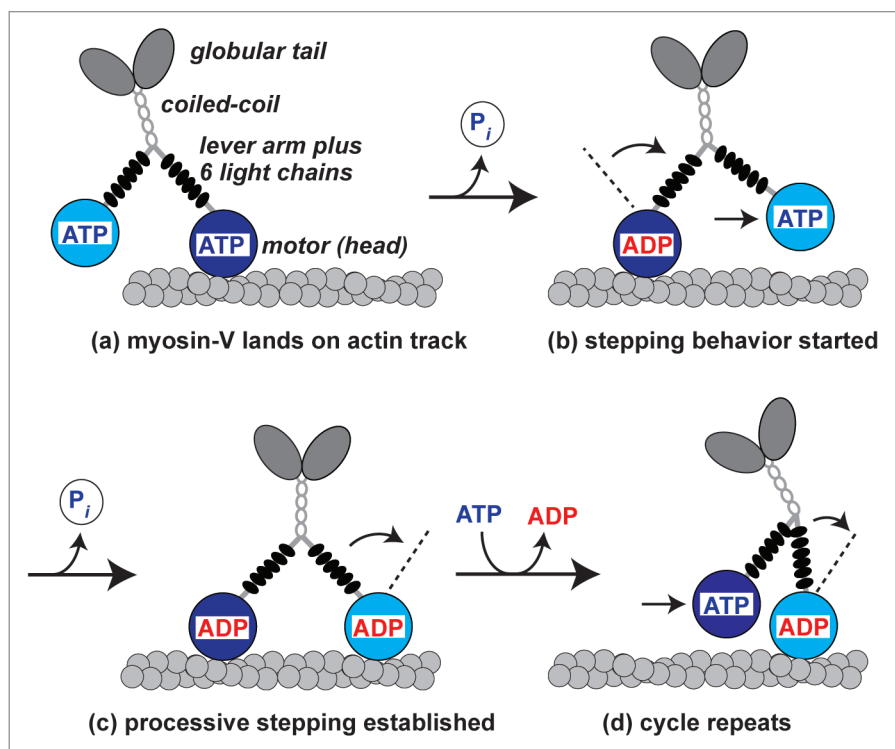 globular tail
coiled-coil
lever arm plus
6 light chains
ATP
ATP
motor (head)
(a) myosin-V lands on actin track
Pi
ADP
ATP
(b) stepping behavior started
Pi
ADP
ADP
(c) processive stepping established
ATP
ADP
ATP
ADP
(d) cycle repeats